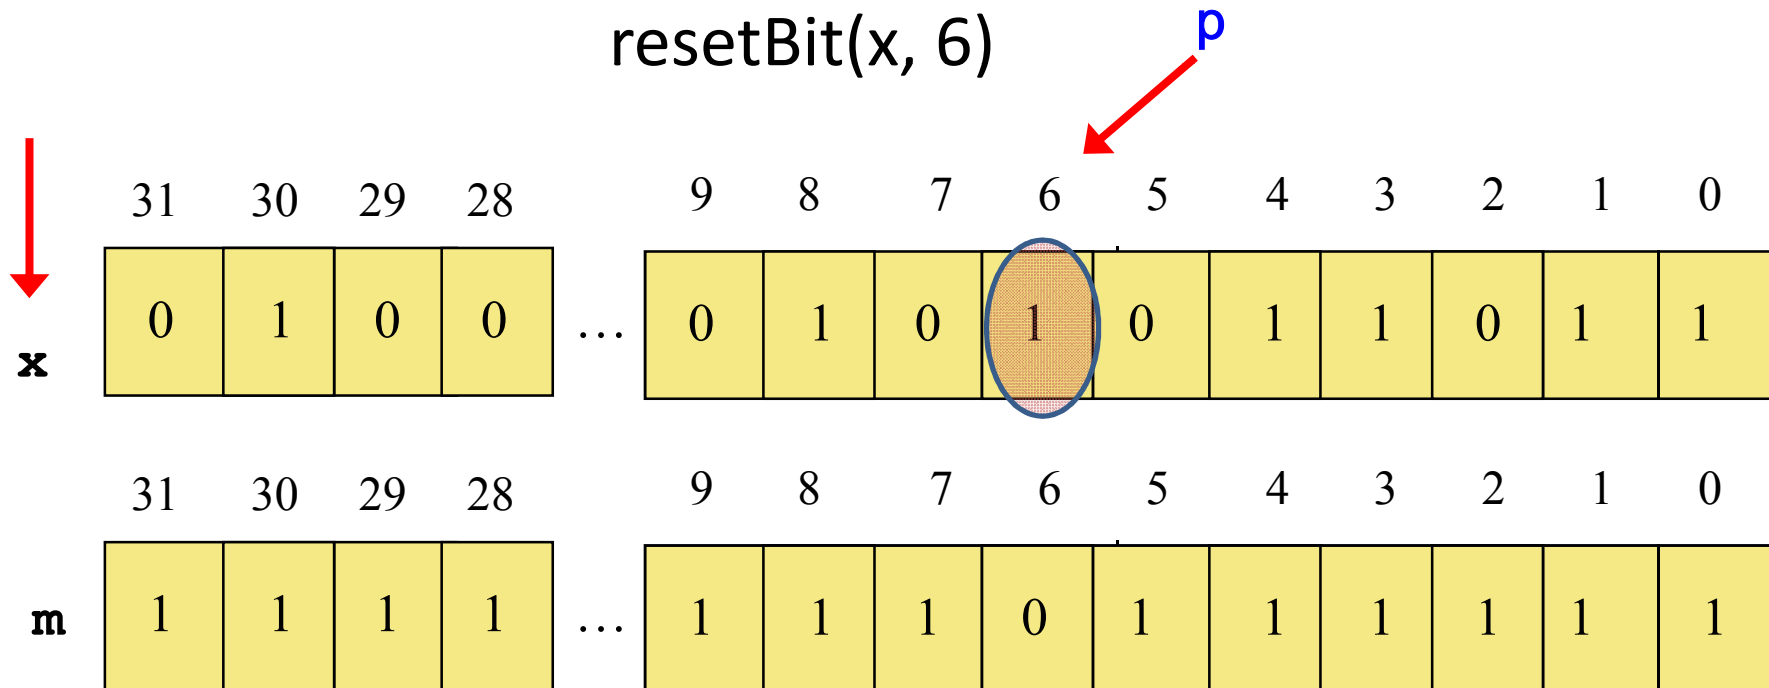 resetBit(x, 6) p
31 30 29 28 9 8 7 6 5 4 3 2 1 0
x 0 1 0 0 ... 0 1 0 1 0 1 1 0 1 1
31 30 29 28 9 8 7 6 5 4 3 2 1 0
m 1 1 1 1 ... 1 1 1 0 1 1 1 1 1 1